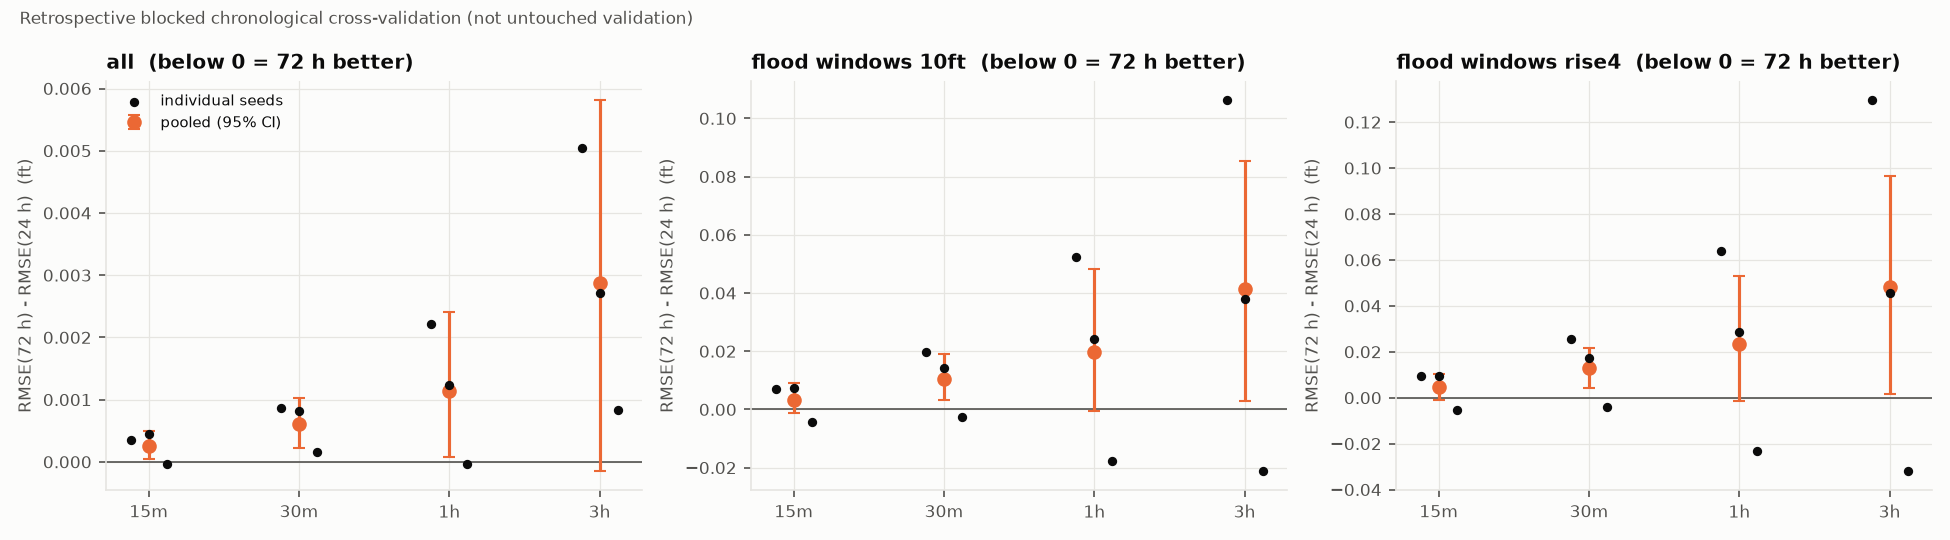 Retrospective blocked chronological cross-validation (not untouched validation)
all  (below 0 = 72 h better)
individual seeds
pooled (95% CI)
RMSE(72 h) - RMSE(24 h)  (ft)
0.006
0.005
0.004
0.003
0.002
0.001
0.000
15m
30m
1h
3h
flood windows 10ft  (below 0 = 72 h better)
RMSE(72 h) - RMSE(24 h)  (ft)
0.10
0.08
0.06
0.04
0.02
0.00
−0.02
15m
30m
1h
3h
flood windows rise4  (below 0 = 72 h better)
RMSE(72 h) - RMSE(24 h)  (ft)
0.12
0.10
0.08
0.06
0.04
0.02
0.00
−0.02
−0.04
15m
30m
1h
3h